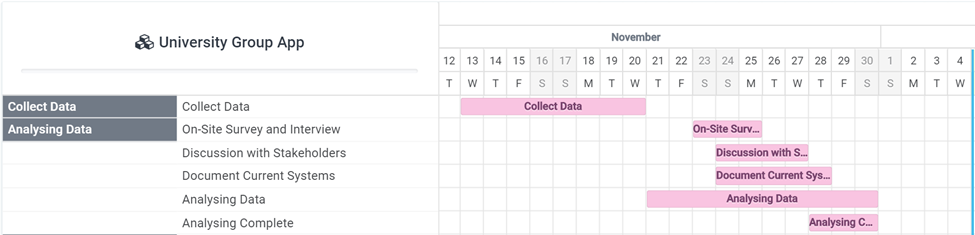 University Group App
November
12 13 14 15 16 17 18 19 20 21 22 23 24 25 26 27 28 29 30 1 2 3 4
T W T F S S M T W T F S S M T W T F S S M T W
Collect Data Collect Data Collect Data
Analysing Data On-Site Survey and Interview On-Site Surv...
Discussion with Stakeholders Discussion with S...
Document Current Systems Document Current Sys...
Analysing Data Analysing Data
Analysing Complete Analysing C...